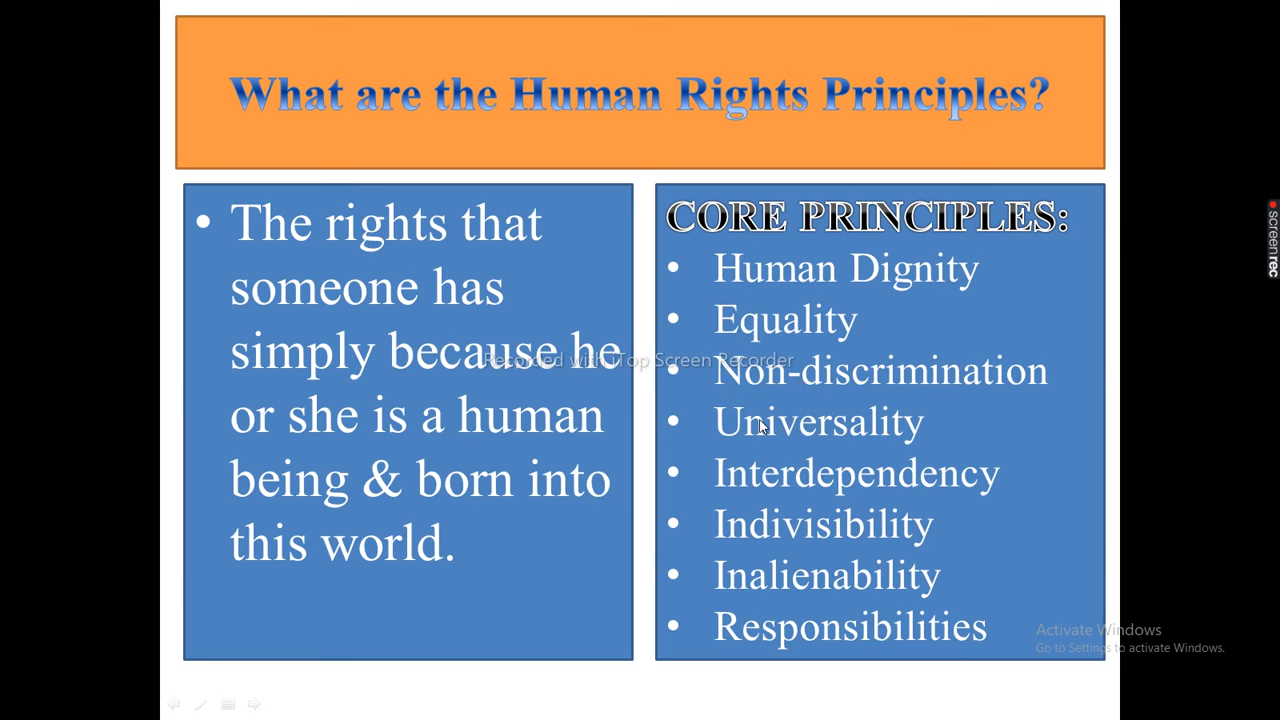 What are the Human Rights Principles?
• The rights that
someone has
simply because he
or she is a human
being & born into
this world.
CORE PRINCIPLES:
• Human Dignity
• Equality
• Non-discrimination
• Universality
• Interdependency
• Indivisibility
• Inalienability
• Responsibilities
Recorded with iTop Screen Recorder
Activate Windows
Go to Settings to activate Windows.
screenrec